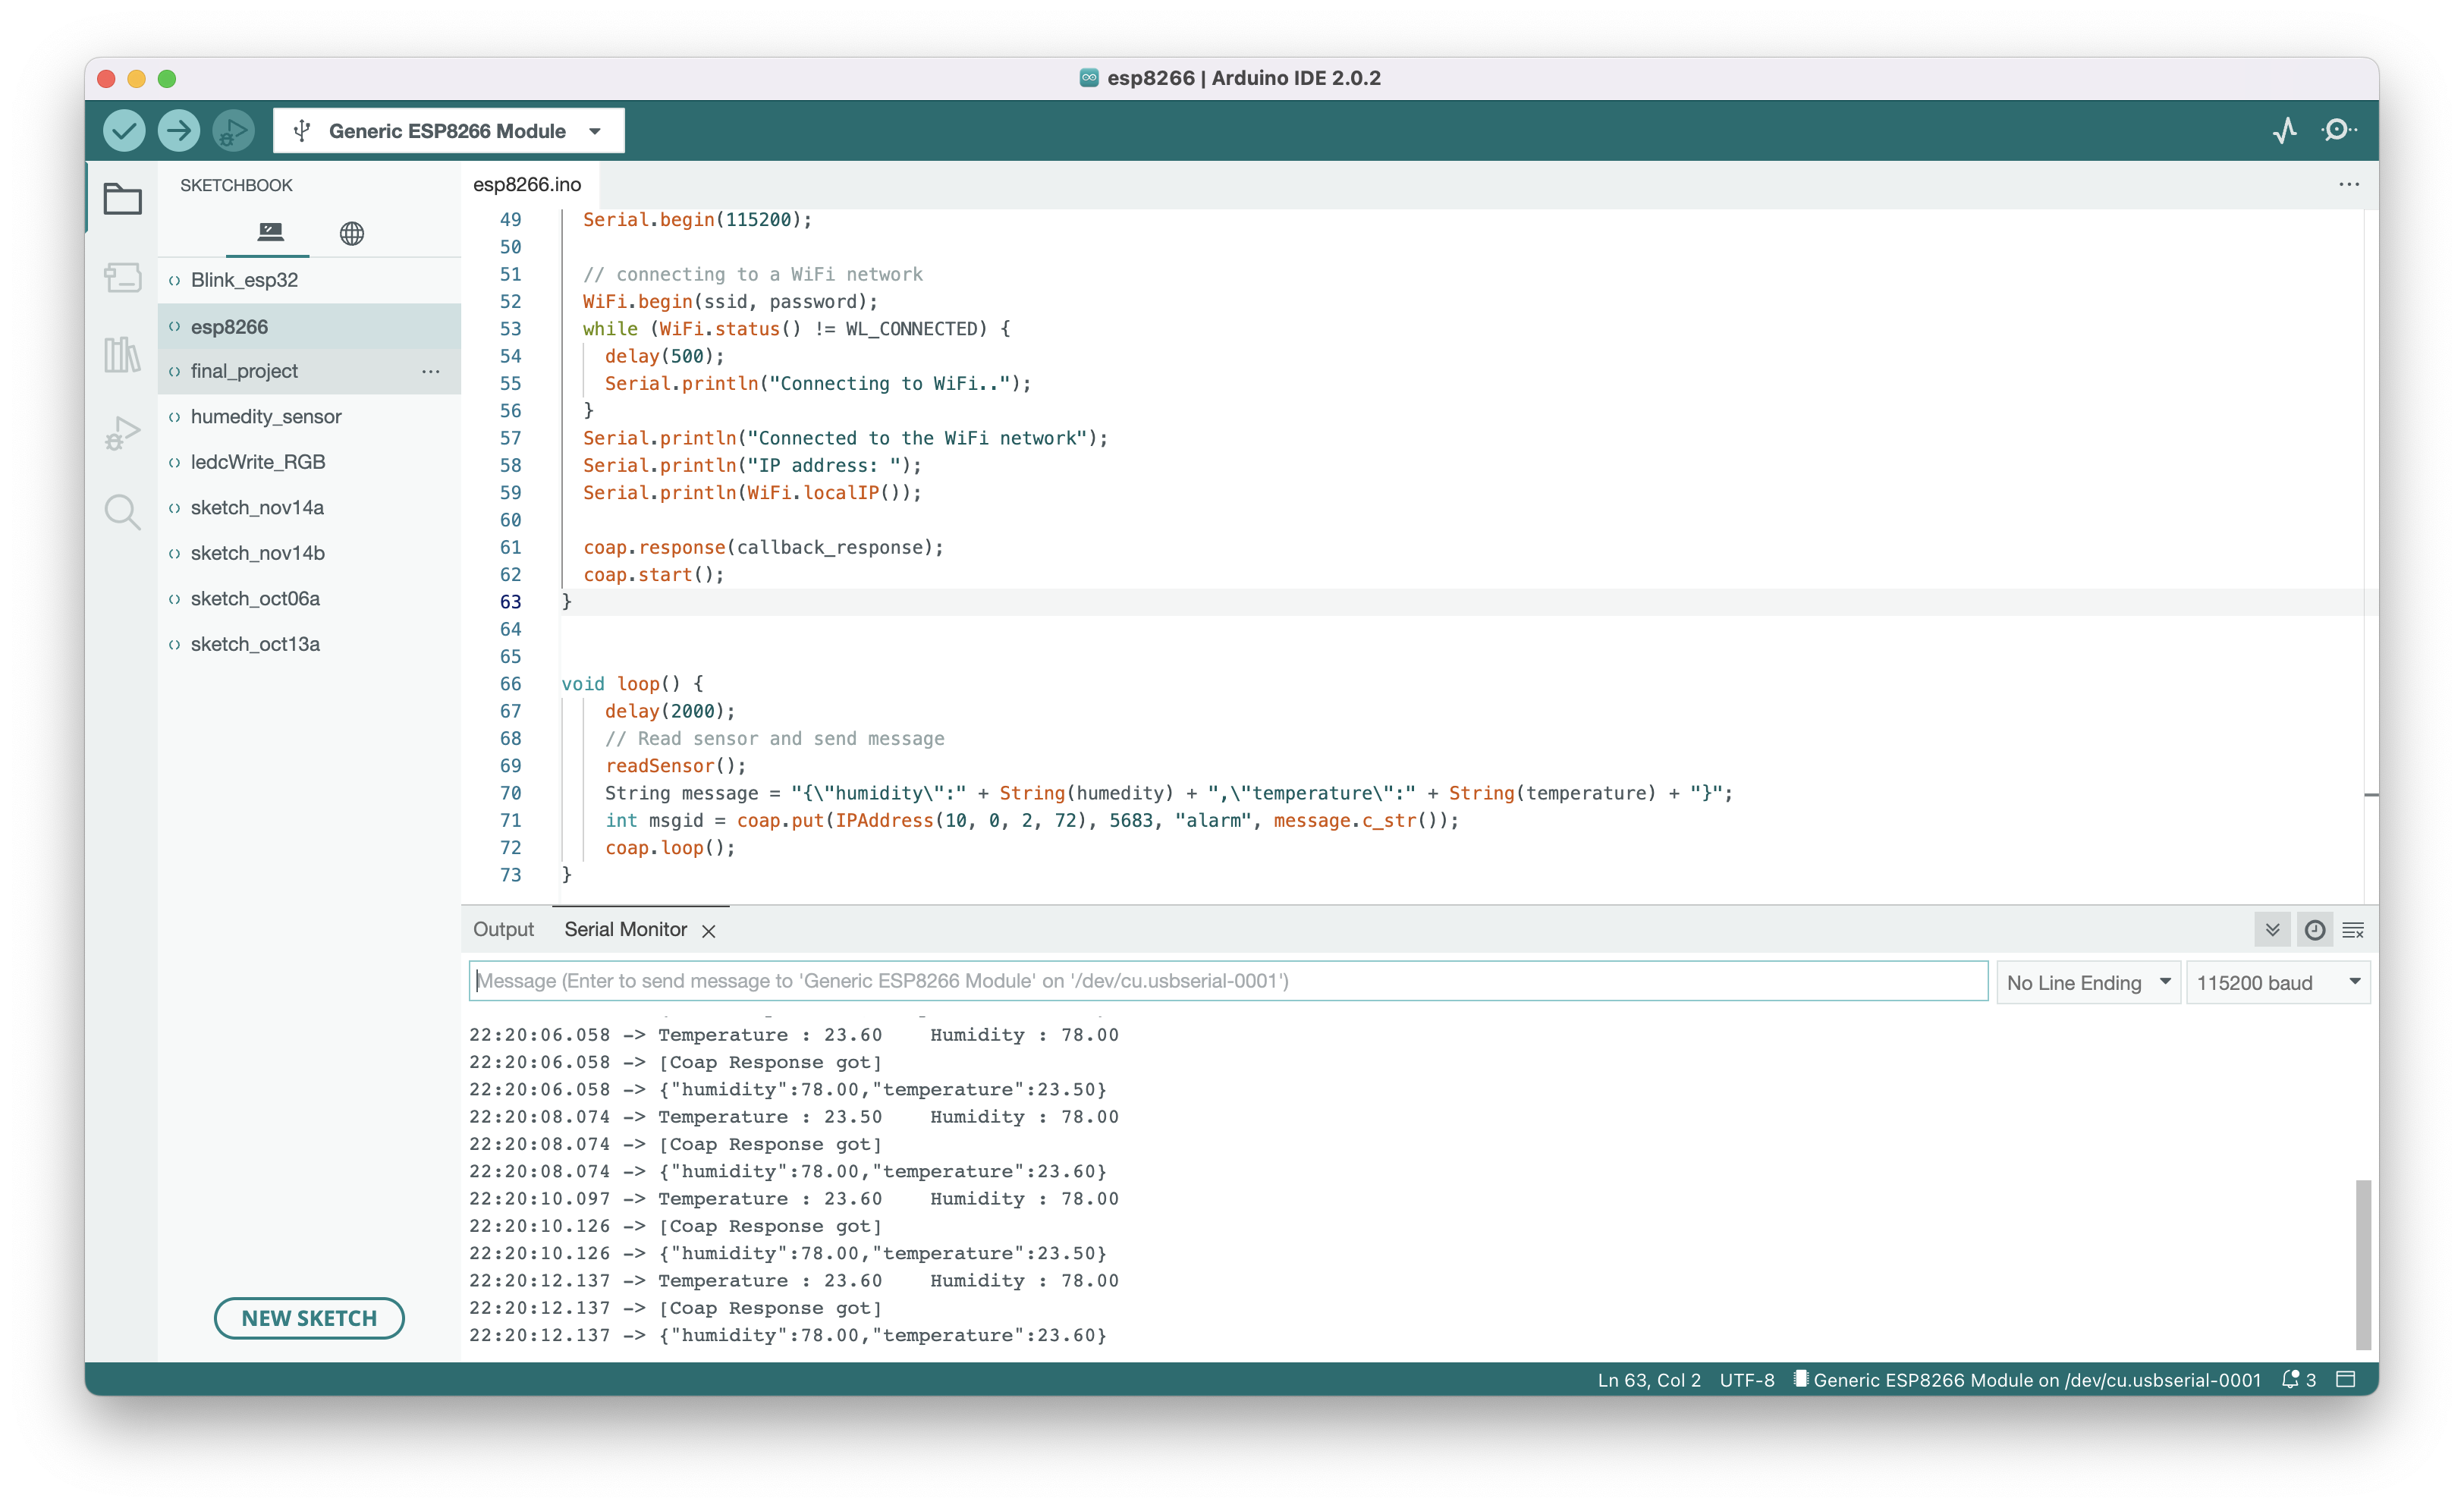 esp8266 | Arduino IDE 2.0.2
Generic ESP8266 Module
SKETCHBOOK
Blink_esp32
esp8266
final_project
humedity_sensor
ledcWrite_RGB
sketch_nov14a
sketch_nov14b
sketch_oct06a
sketch_oct13a
NEW SKETCH
esp8266.ino
49 Serial.begin(115200);
50
51 // connecting to a WiFi network
52 WiFi.begin(ssid, password);
53 while (WiFi.status() != WL_CONNECTED) {
54 delay(500);
55 Serial.println("Connecting to WiFi..");
56 }
57 Serial.println("Connected to the WiFi network");
58 Serial.println("IP address: ");
59 Serial.println(WiFi.localIP());
60
61 coap.response(callback_response);
62 coap.start();
63 }
64
65
66 void loop() {
67 delay(2000);
68 // Read sensor and send message
69 readSensor();
70 String message = "{\"humidity\":" + String(humedity) + ",\"temperature\":" + String(temperature) + "}";
71 int msgid = coap.put(IPAddress(10, 0, 2, 72), 5683, "alarm", message.c_str());
72 coap.loop();
73 }
Output Serial Monitor
Message (Enter to send message to 'Generic ESP8266 Module' on '/dev/cu.usbserial-0001') No Line Ending 115200 baud
22:20:06.058 -> Temperature : 23.60 Humidity : 78.00
22:20:06.058 -> [Coap Response got]
22:20:06.058 -> {"humidity":78.00,"temperature":23.50}
22:20:08.074 -> Temperature : 23.50 Humidity : 78.00
22:20:08.074 -> [Coap Response got]
22:20:08.074 -> {"humidity":78.00,"temperature":23.60}
22:20:10.097 -> Temperature : 23.60 Humidity : 78.00
22:20:10.126 -> [Coap Response got]
22:20:10.126 -> {"humidity":78.00,"temperature":23.50}
22:20:12.137 -> Temperature : 23.60 Humidity : 78.00
22:20:12.137 -> [Coap Response got]
22:20:12.137 -> {"humidity":78.00,"temperature":23.60}
Ln 63, Col 2 UTF-8 Generic ESP8266 Module on /dev/cu.usbserial-0001 3